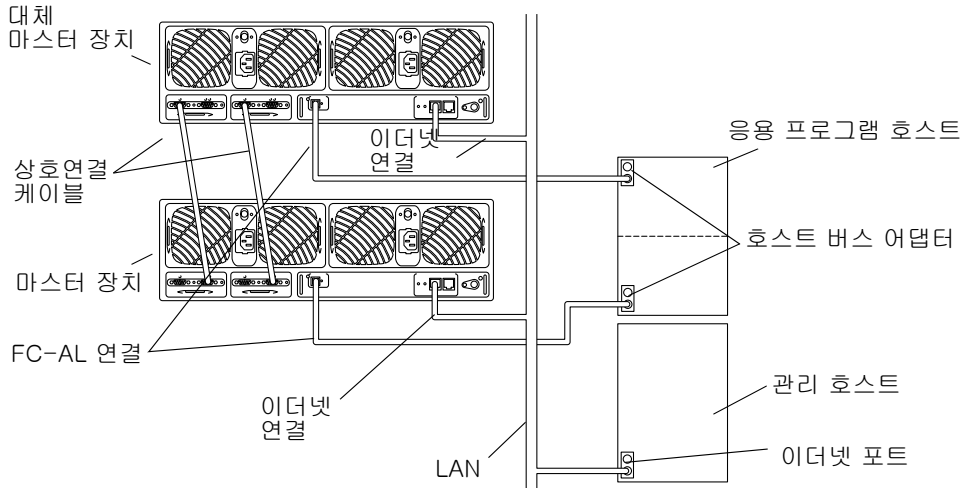 대체
마스터 장치
이더넷
연결
응용 프로그램 호스트
상호연결
케이블
호스트 버스 어댑터
마스터 장치
FC-AL 연결
관리 호스트
이더넷
연결
LAN
이더넷 포트